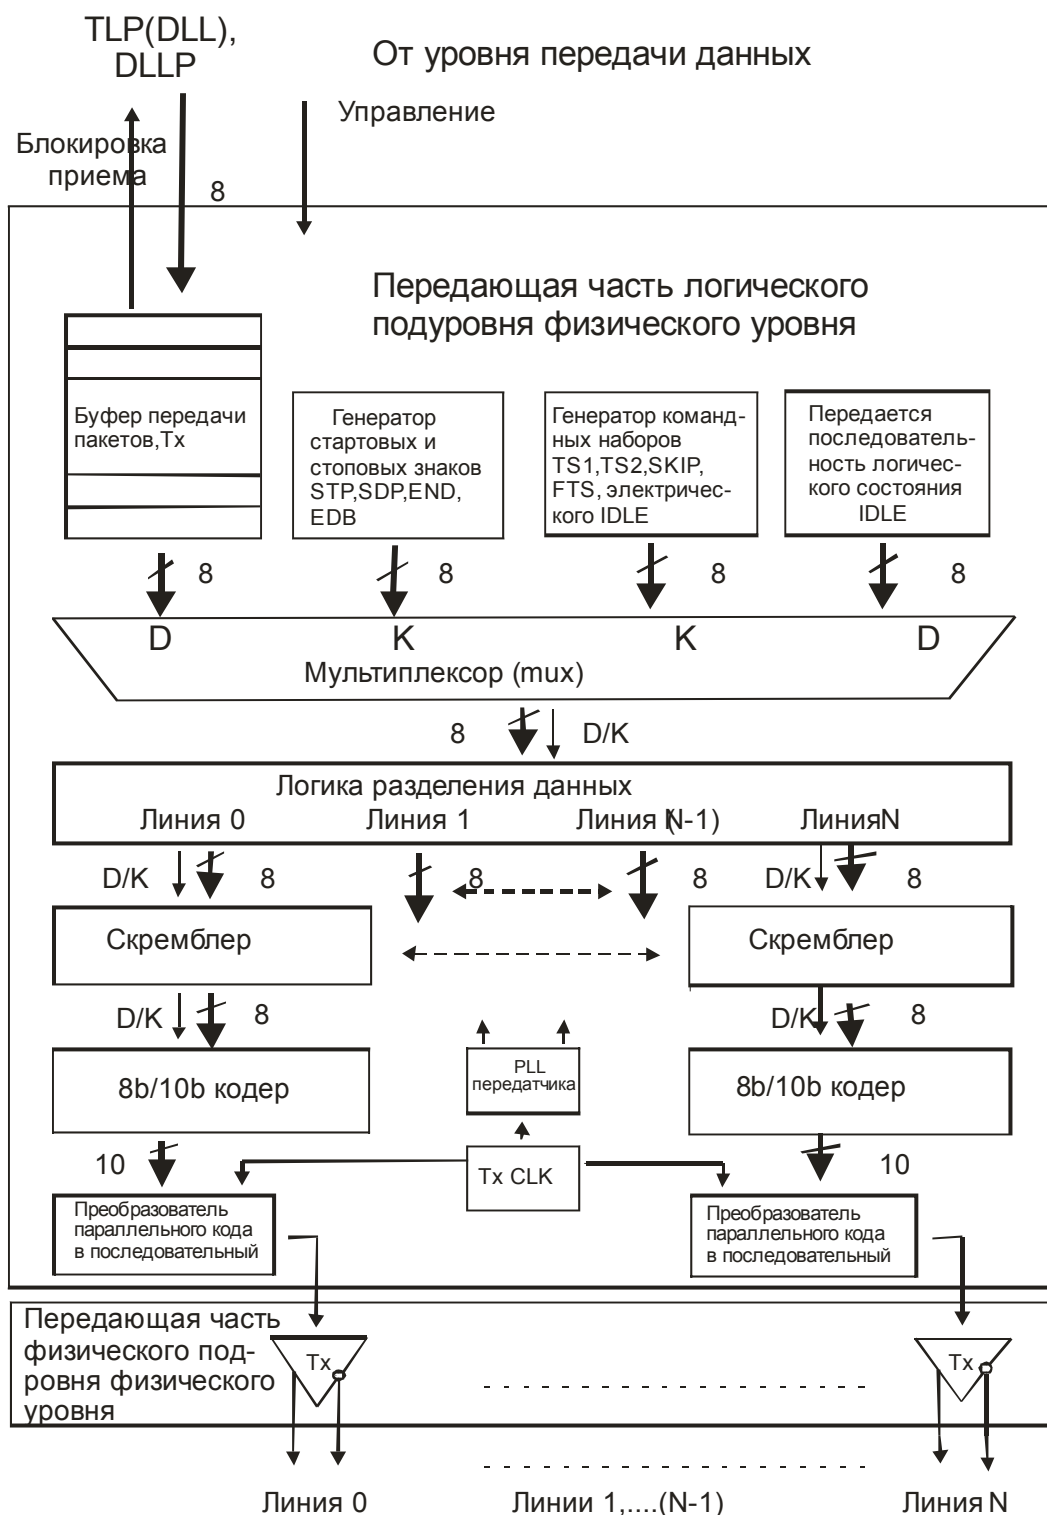 TLP(DLL),
DLLP
От уровня передачи данных
Управление
Блокировка
приема
8
Передающая часть логического
подуровня физического уровня
Буфер передачи
пакетов,Tx
Генератор
стартовых и
стоповых знаков
STP,SDP,END,
EDB
Генератор команд-
ных наборов
TS1,TS2,SKIP,
FTS, электричес-
кого IDLE
Передается
последователь-
ность логичес-
кого состояния
IDLE
8
8
8
8
D
K
K
D
Мультиплексор (mux)
8
D/K
Логика разделения данных
Линия 0
Линия 1
Линия (N-1)
ЛинияN
D/K
8
8
8
D/K
8
Скремблер
Скремблер
D/K
8
D/K
8
8b/10b кодер
PLL
передатчика
8b/10b кодер
10
Tx CLK
10
Преобразователь
параллельного кода
в последовательный
Преобразователь
параллельного кода
в последовательный
Передающая часть
физического под-
ровня физического
уровня
Tx
Tx
Линия 0
Линии 1,....(N-1)
Линия N